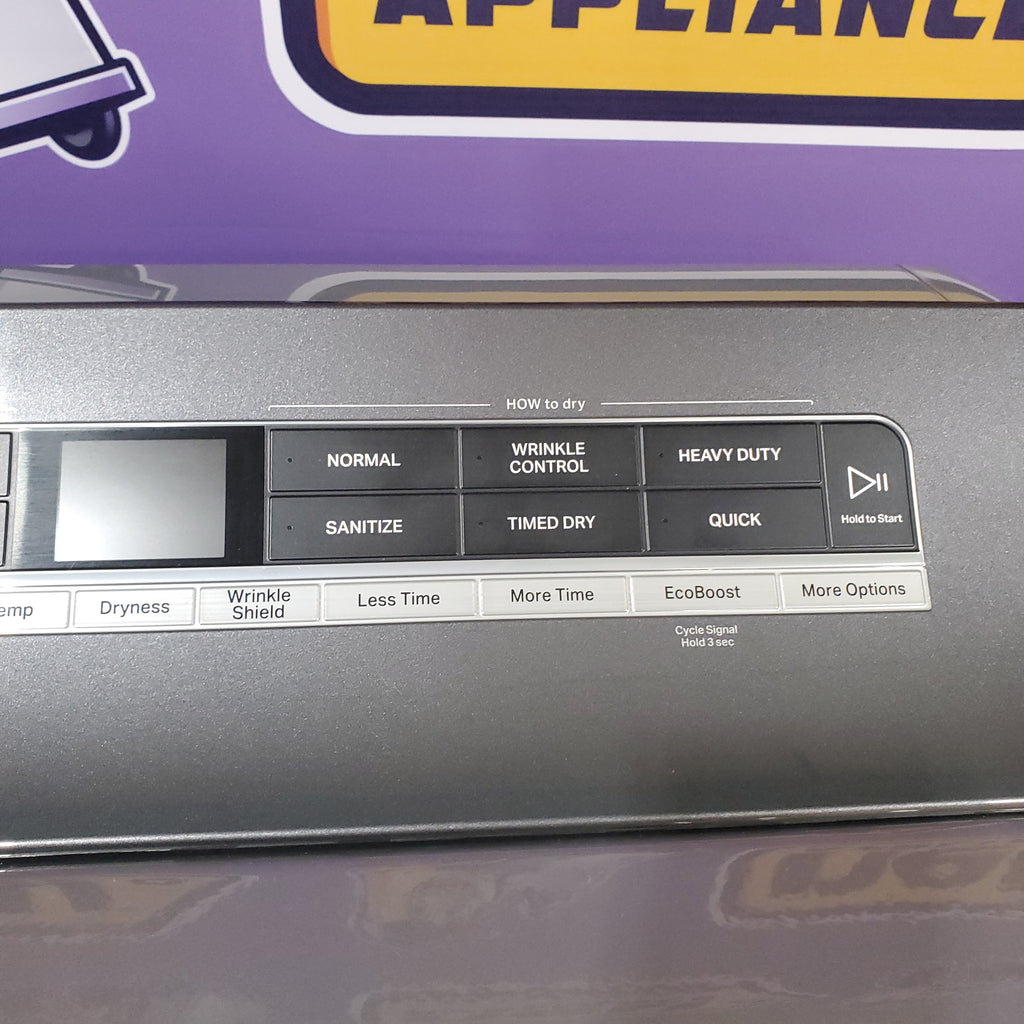 APPLIANCE
HOW to dry
NORMAL
WRINKLE
CONTROL
HEAVY DUTY
SANITIZE
TIMED DRY
QUICK
Hold to Start
emp
Dryness
Wrinkle
Shield
Less Time
More Time
EcoBoost
More Options
Cycle Signal
Hold 3 sec